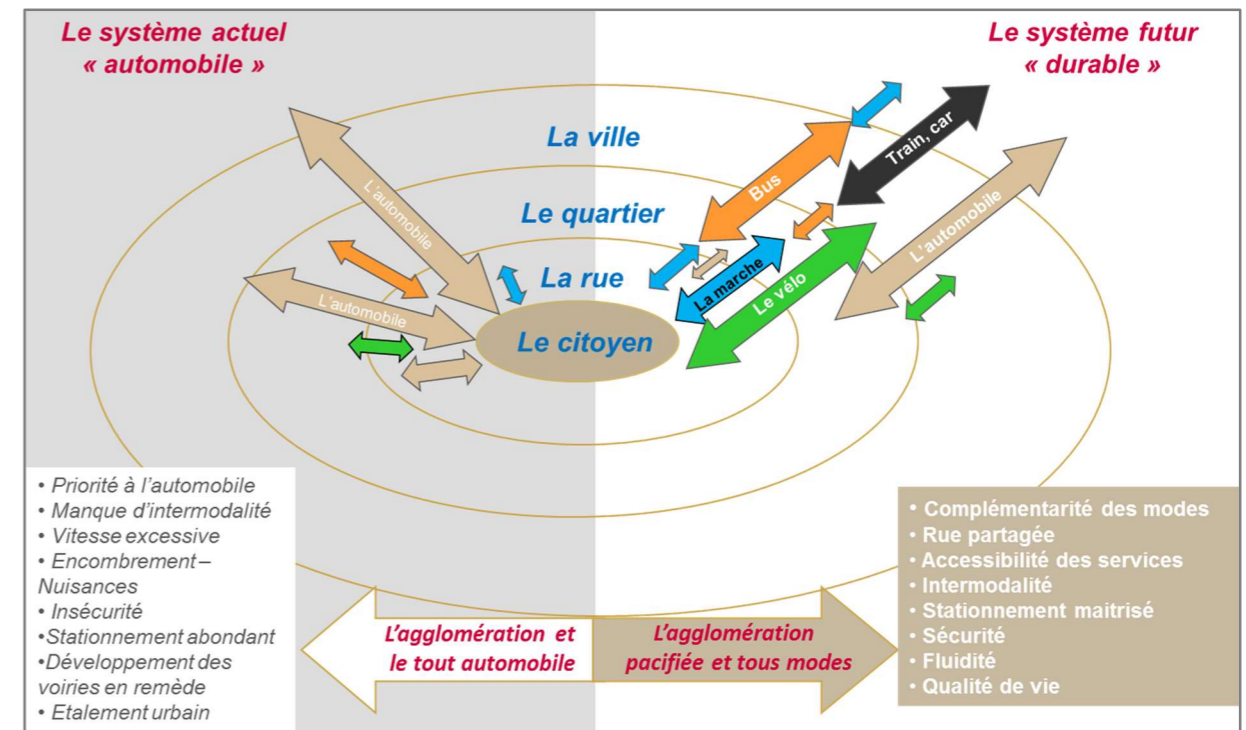 Le système actuel
« automobile »
Le système futur
« durable »
La ville
Le quartier
La rue
Le citoyen
L'automobile
L'automobile
Bus
Train, car
La marche
Le vélo
L'automobile
• Priorité à l'automobile
• Manque d'intermodalité
• Vitesse excessive
• Encombrement –
Nuisances
• Insécurité
•Stationnement abondant
•Développement des
voiries en remède
• Etalement urbain
L'agglomération et
le tout automobile
L'agglomération
pacifiée et tous modes
• Complémentarité des modes
• Rue partagée
• Accessibilité des services
• Intermodalité
• Stationnement maitrisé
• Sécurité
• Fluidité
• Qualité de vie